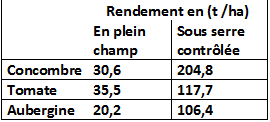 Rendement en (t /ha)
En plein champ Sous serre contrôlée
Concombre 30,6 204,8
Tomate 35,5 117,7
Aubergine 20,2 106,4